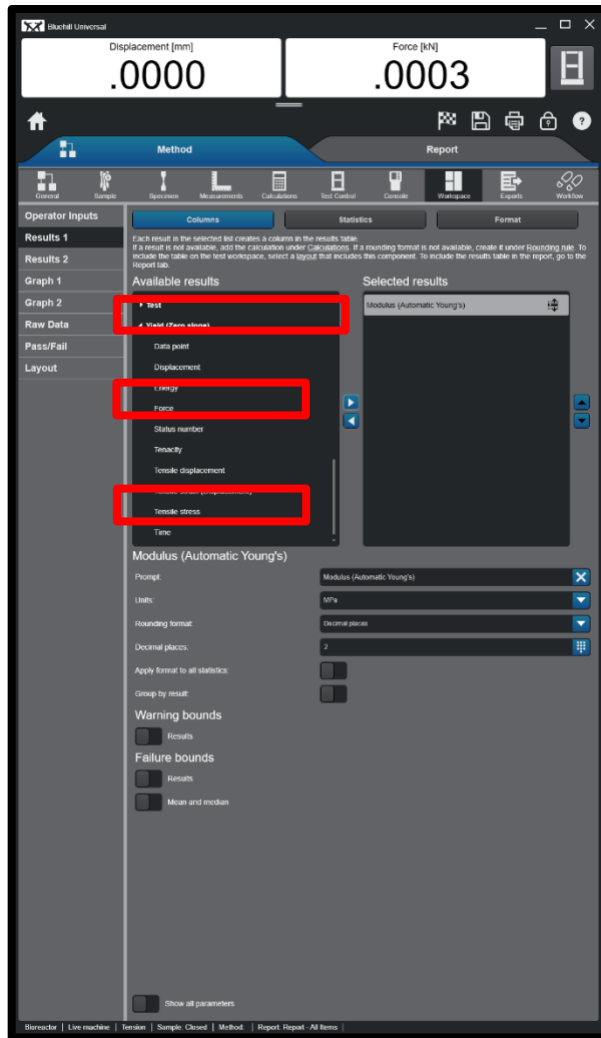 Bluehill Universal
Displacement [mm]
.0000
Force [kN]
.0003
Method
Report
General
Sample
Specimen
Measurements
Calculations
Test Control
Console
Workspace
Exports
Workflow
Operator Inputs
Results 1
Results 2
Graph 1
Graph 2
Raw Data
Pass/Fail
Layout
Columns
Statistics
Format
Each result in the selected list creates a column in the results table.
If a result is not available, add the calculation under Calculations. If a rounding format is not available, create it under Rounding rule. To
include the table on the test workspace, select a layout that includes this component. To include the results table in the report, go to the
Report tab.
Available results
Test
Yield (Zero slope)
Data point
Displacement
Energy
Force
Status number
Tenacity
Tensile displacement
Tensile strain (Displacement)
Tensile stress
Time
Selected results
Modulus (Automatic Young's)
Modulus (Automatic Young's)
Prompt:
Modulus (Automatic Young's)
Units:
MPa
Rounding format:
Decimal places
Decimal places:
2
Apply format to all statistics:
Group by result:
Warning bounds
Results
Failure bounds
Results
Mean and median
Show all parameters
Bioreactor | Live machine | Tension | Sample: Closed | Method: | Report: Report - All Items |